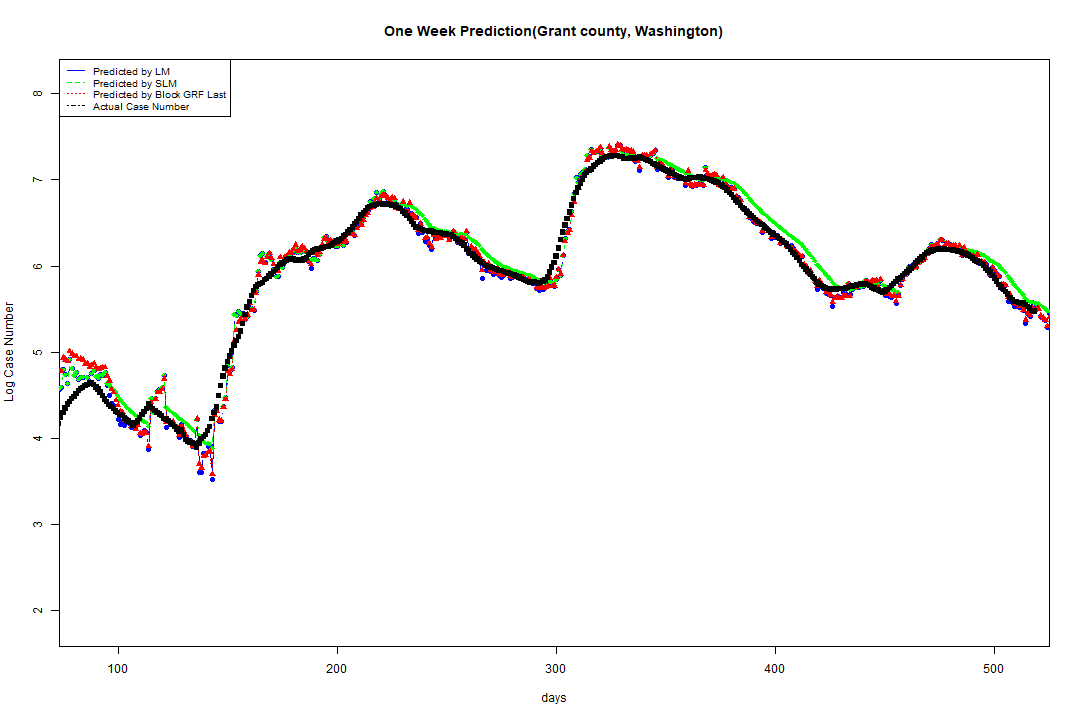 One Week Prediction(Grant county, Washington)
Predicted by LM
Predicted by SLM
Predicted by Block GRF Last
Actual Case Number
8
7
6
5
4
3
2
Log Case Number
100 200 300 400 500
days